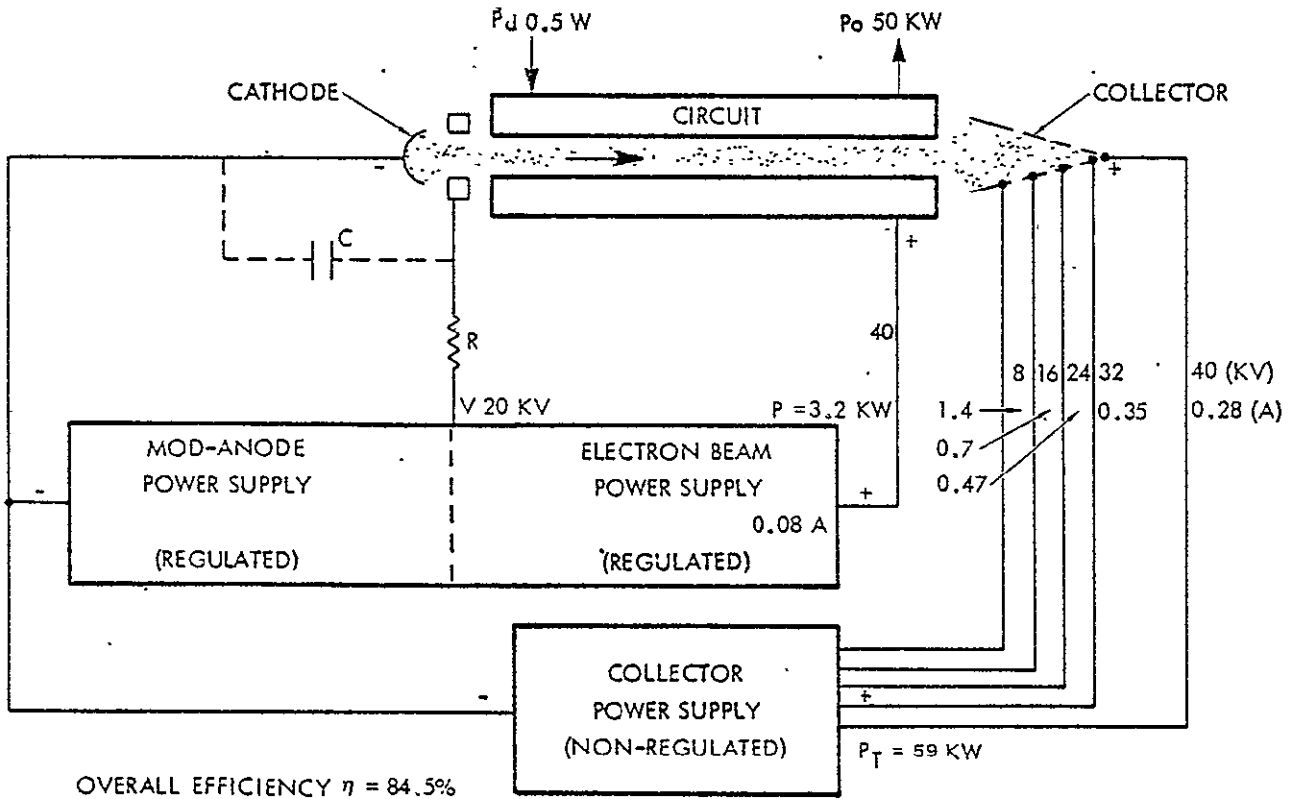 Pd 0.5 W
Po 50 KW
CATHODE
CIRCUIT
COLLECTOR
-
+
C
+
R
40
8 16 24 32 40 (KV)
V 20 KV
P = 3.2 KW
1.4 0.35 0.28 (A)
0.7
0.47
MOD-ANODE
POWER SUPPLY
(REGULATED)
-
ELECTRON BEAM
POWER SUPPLY
0.08 A
(REGULATED)
+
COLLECTOR
POWER SUPPLY
(NON-REGULATED)
-
+
PT = 59 KW
OVERALL EFFICIENCY η = 84.5%